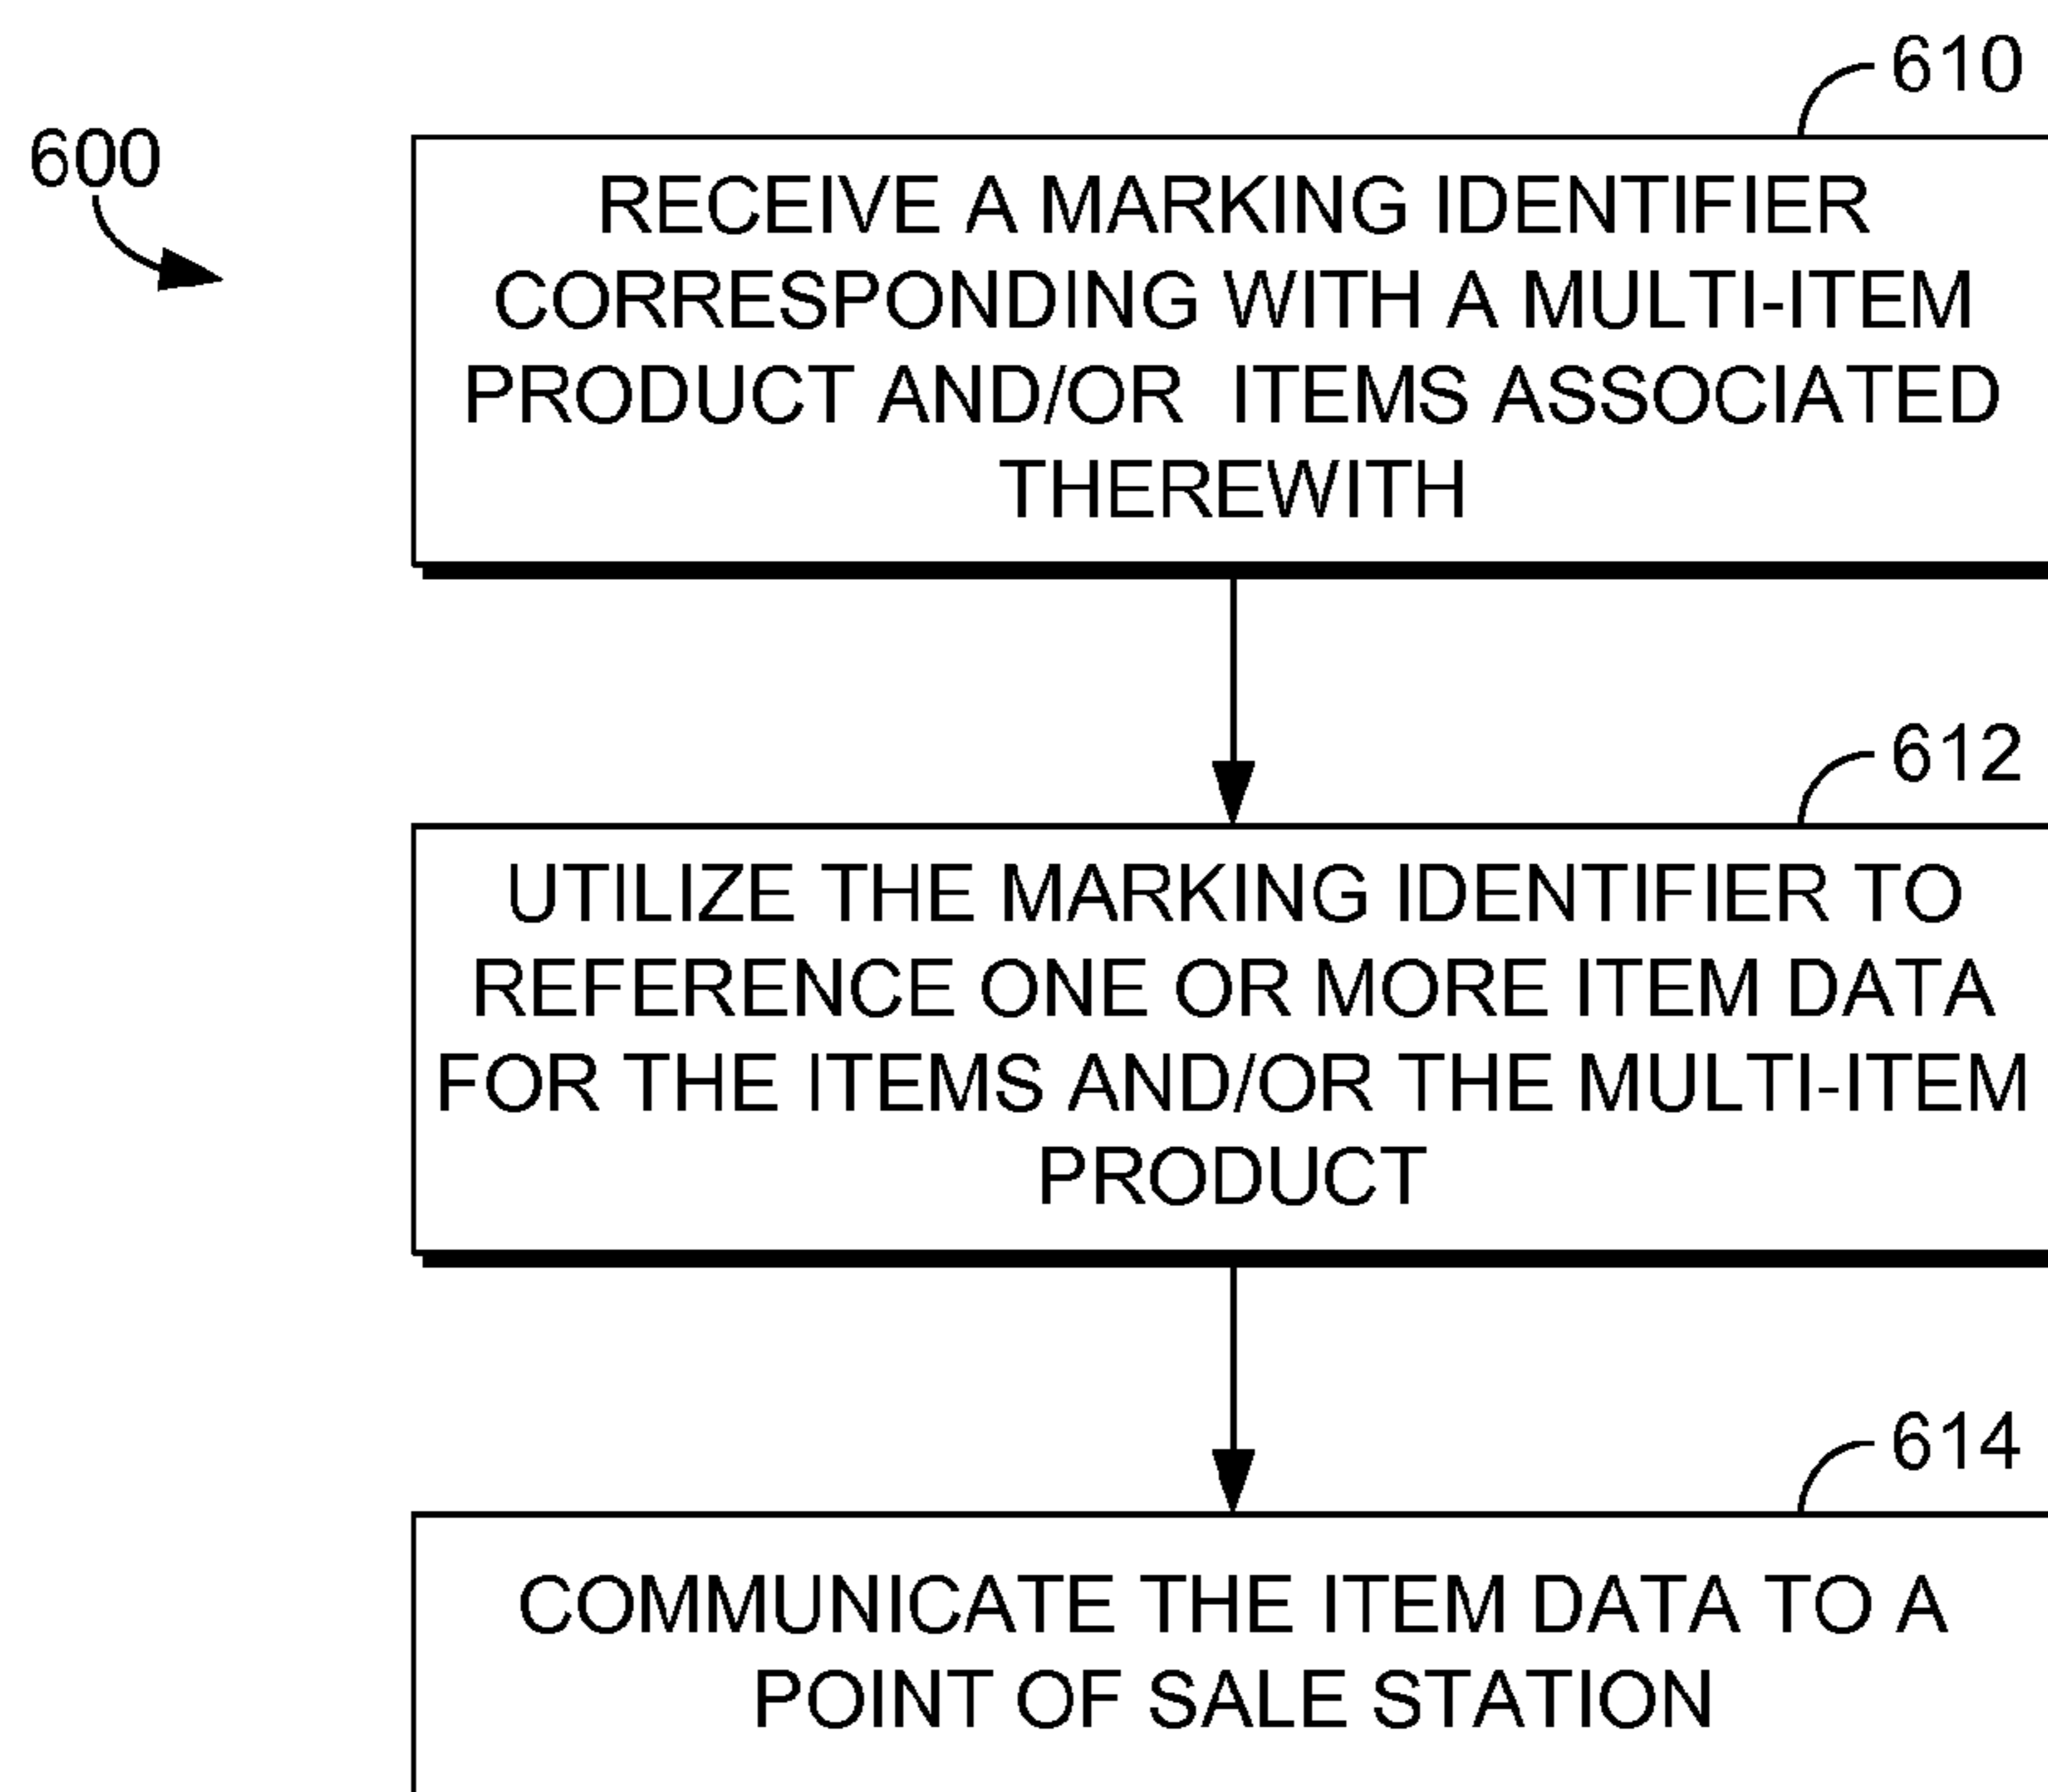 610
600
RECEIVE A MARKING IDENTIFIER
CORRESPONDING WITH A MULTI-ITEM
PRODUCT AND/OR ITEMS ASSOCIATED
THEREWITH
612
UTILIZE THE MARKING IDENTIFIER TO
REFERENCE ONE OR MORE ITEM DATA
FOR THE ITEMS AND/OR THE MULTI-ITEM
PRODUCT
614
COMMUNICATE THE ITEM DATA TO A
POINT OF SALE STATION